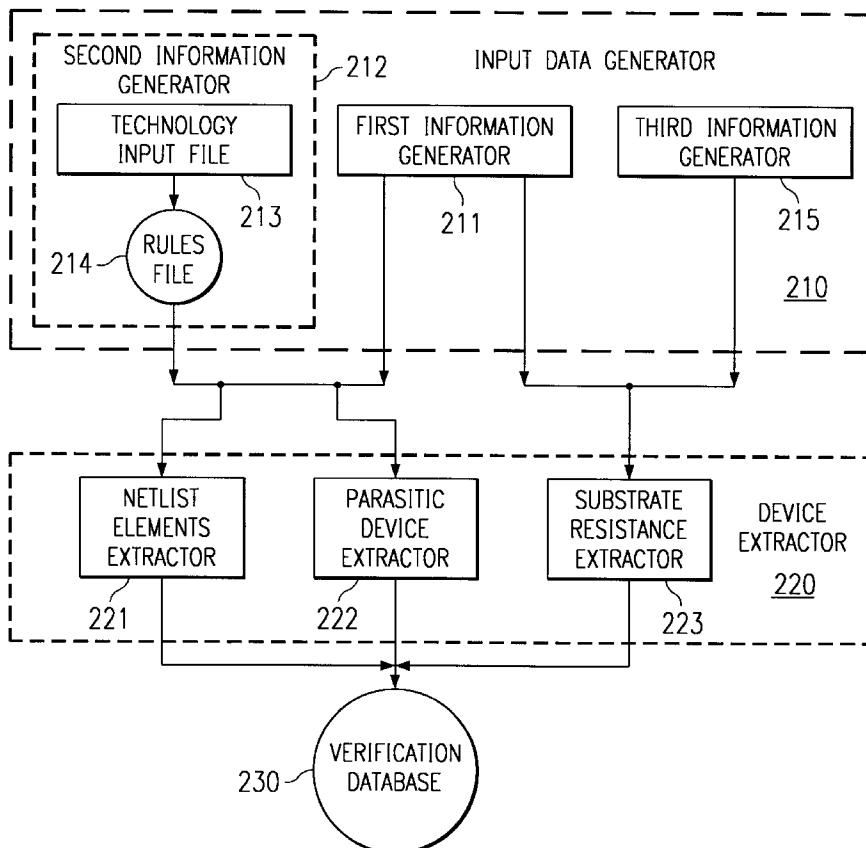 SECOND INFORMATION
GENERATOR
212
INPUT DATA GENERATOR
TECHNOLOGY
INPUT FILE
213
FIRST INFORMATION
GENERATOR
211
THIRD INFORMATION
GENERATOR
215
214
RULES
FILE
210
NETLIST
ELEMENTS
EXTRACTOR
221
PARASITIC
DEVICE
EXTRACTOR
222
SUBSTRATE
RESISTANCE
EXTRACTOR
223
DEVICE
EXTRACTOR
220
VERIFICATION
DATABASE
230